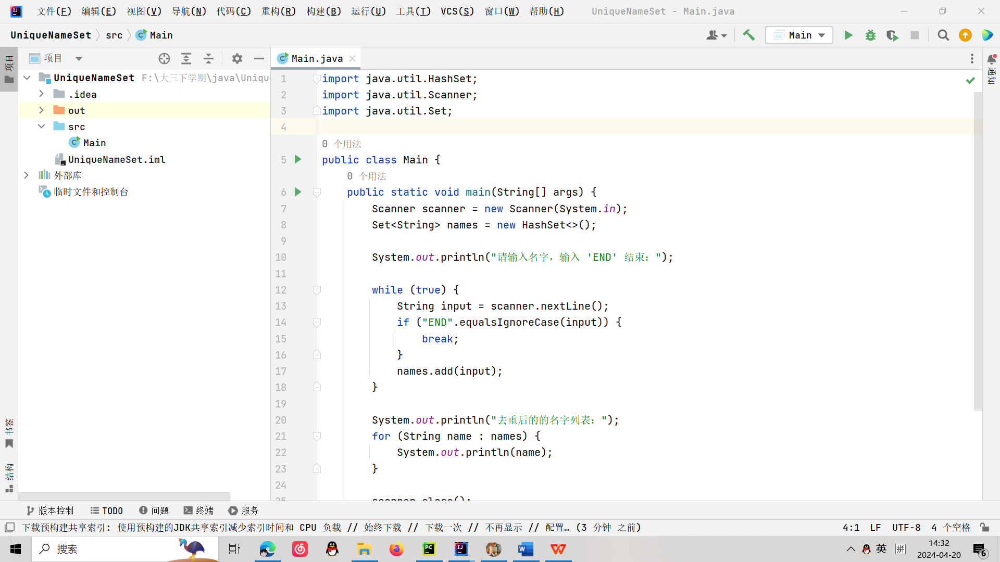 文件(F) 编辑(E) 视图(V) 导航(N) 代码(C) 重构(R) 构建(B) 运行(U) 工具(T) VCS(S) 窗口(W) 帮助(H) UniqueNameSet - Main.java
UniqueNameSet src Main
Main
项目
项目
Main.java
通知
UniqueNameSet F:\大三下学期\java\Uniqu
.idea
out
src
Main
UniqueNameSet.iml
外部库
临时文件和控制台
书签
结构
1 import java.util.HashSet;
2 import java.util.Scanner;
3 import java.util.Set;
4
0 个用法
5 public class Main {
0 个用法
6 public static void main(String[] args) {
7 Scanner scanner = new Scanner(System.in);
8 Set<String> names = new HashSet<>();
9
10 System.out.println("请输入名字，输入 'END' 结束：");
11
12 while (true) {
13 String input = scanner.nextLine();
14 if ("END".equalsIgnoreCase(input)) {
15 break;
16 }
17 names.add(input);
18 }
19
20 System.out.println("去重后的的名字列表：");
21 for (String name : names) {
22 System.out.println(name);
23 }
24
25 scanner.close();
版本控制 TODO 问题 终端 服务
下载预构建共享索引: 使用预构建的JDK共享索引减少索引时间和 CPU 负载 // 始终下载 // 下载一次 // 不再显示 // 配置… (3 分钟 之前) 4:1 LF UTF-8 4 个空格
搜索
英 拼
14:32
2024-04-20
6